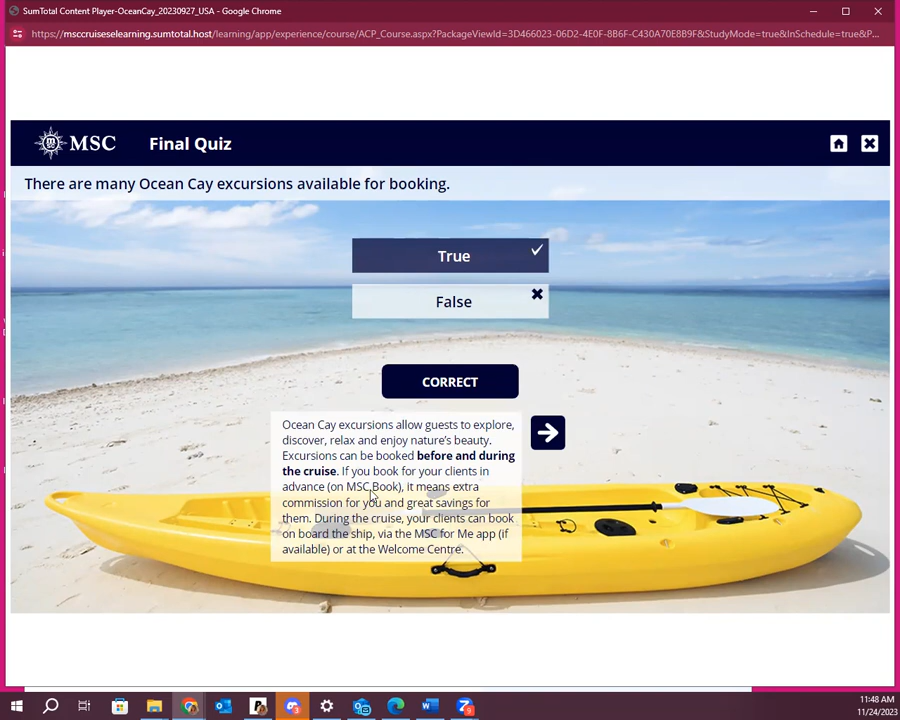 SumTotal Content Player-OceanCay_20230927_USA - Google Chrome
https://msccruiseselearning.sumtotal.host/learning/app/experience/course/ACP_Course.aspx?PackageViewId=3D466023-06D2-4E0F-8B6F-C430A70E8B9F&StudyMode=true&InSchedule=true&P...
MSC
Final Quiz
There are many Ocean Cay excursions available for booking.
True
False
CORRECT
Ocean Cay excursions allow guests to explore,
discover, relax and enjoy nature's beauty.
Excursions can be booked before and during
the cruise. If you book for your clients in
advance (on MSC Book), it means extra
commission for you and great savings for
them. During the cruise, your clients can book
on board the ship, via the MSC for Me app (if
available) or at the Welcome Centre.
11:48 AM
11/24/2023